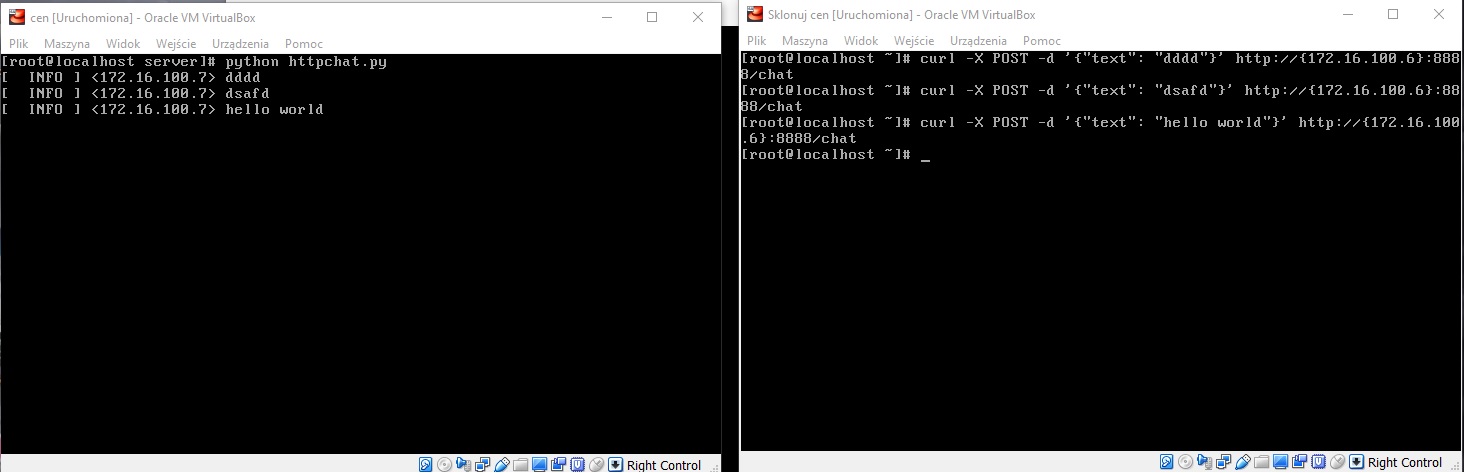 cen [Uruchomiona] - Oracle VM VirtualBox
Plik Maszyna Widok Wejście Urządzenia Pomoc
[root@localhost server]# python httpchat.py
[  INFO ] <172.16.100.7> dddd
[  INFO ] <172.16.100.7> dsafd
[  INFO ] <172.16.100.7> hello world
Right Control
Sklonuj cen [Uruchomiona] - Oracle VM VirtualBox
Plik Maszyna Widok Wejście Urządzenia Pomoc
[root@localhost ~]# curl -X POST -d '{"text": "dddd"}' http://{172.16.100.6}:888
8/chat
[root@localhost ~]# curl -X POST -d '{"text": "dsafd"}' http://{172.16.100.6}:88
88/chat
[root@localhost ~]# curl -X POST -d '{"text": "hello world"}' http://{172.16.100
.6}:8888/chat
[root@localhost ~]# _
Right Control